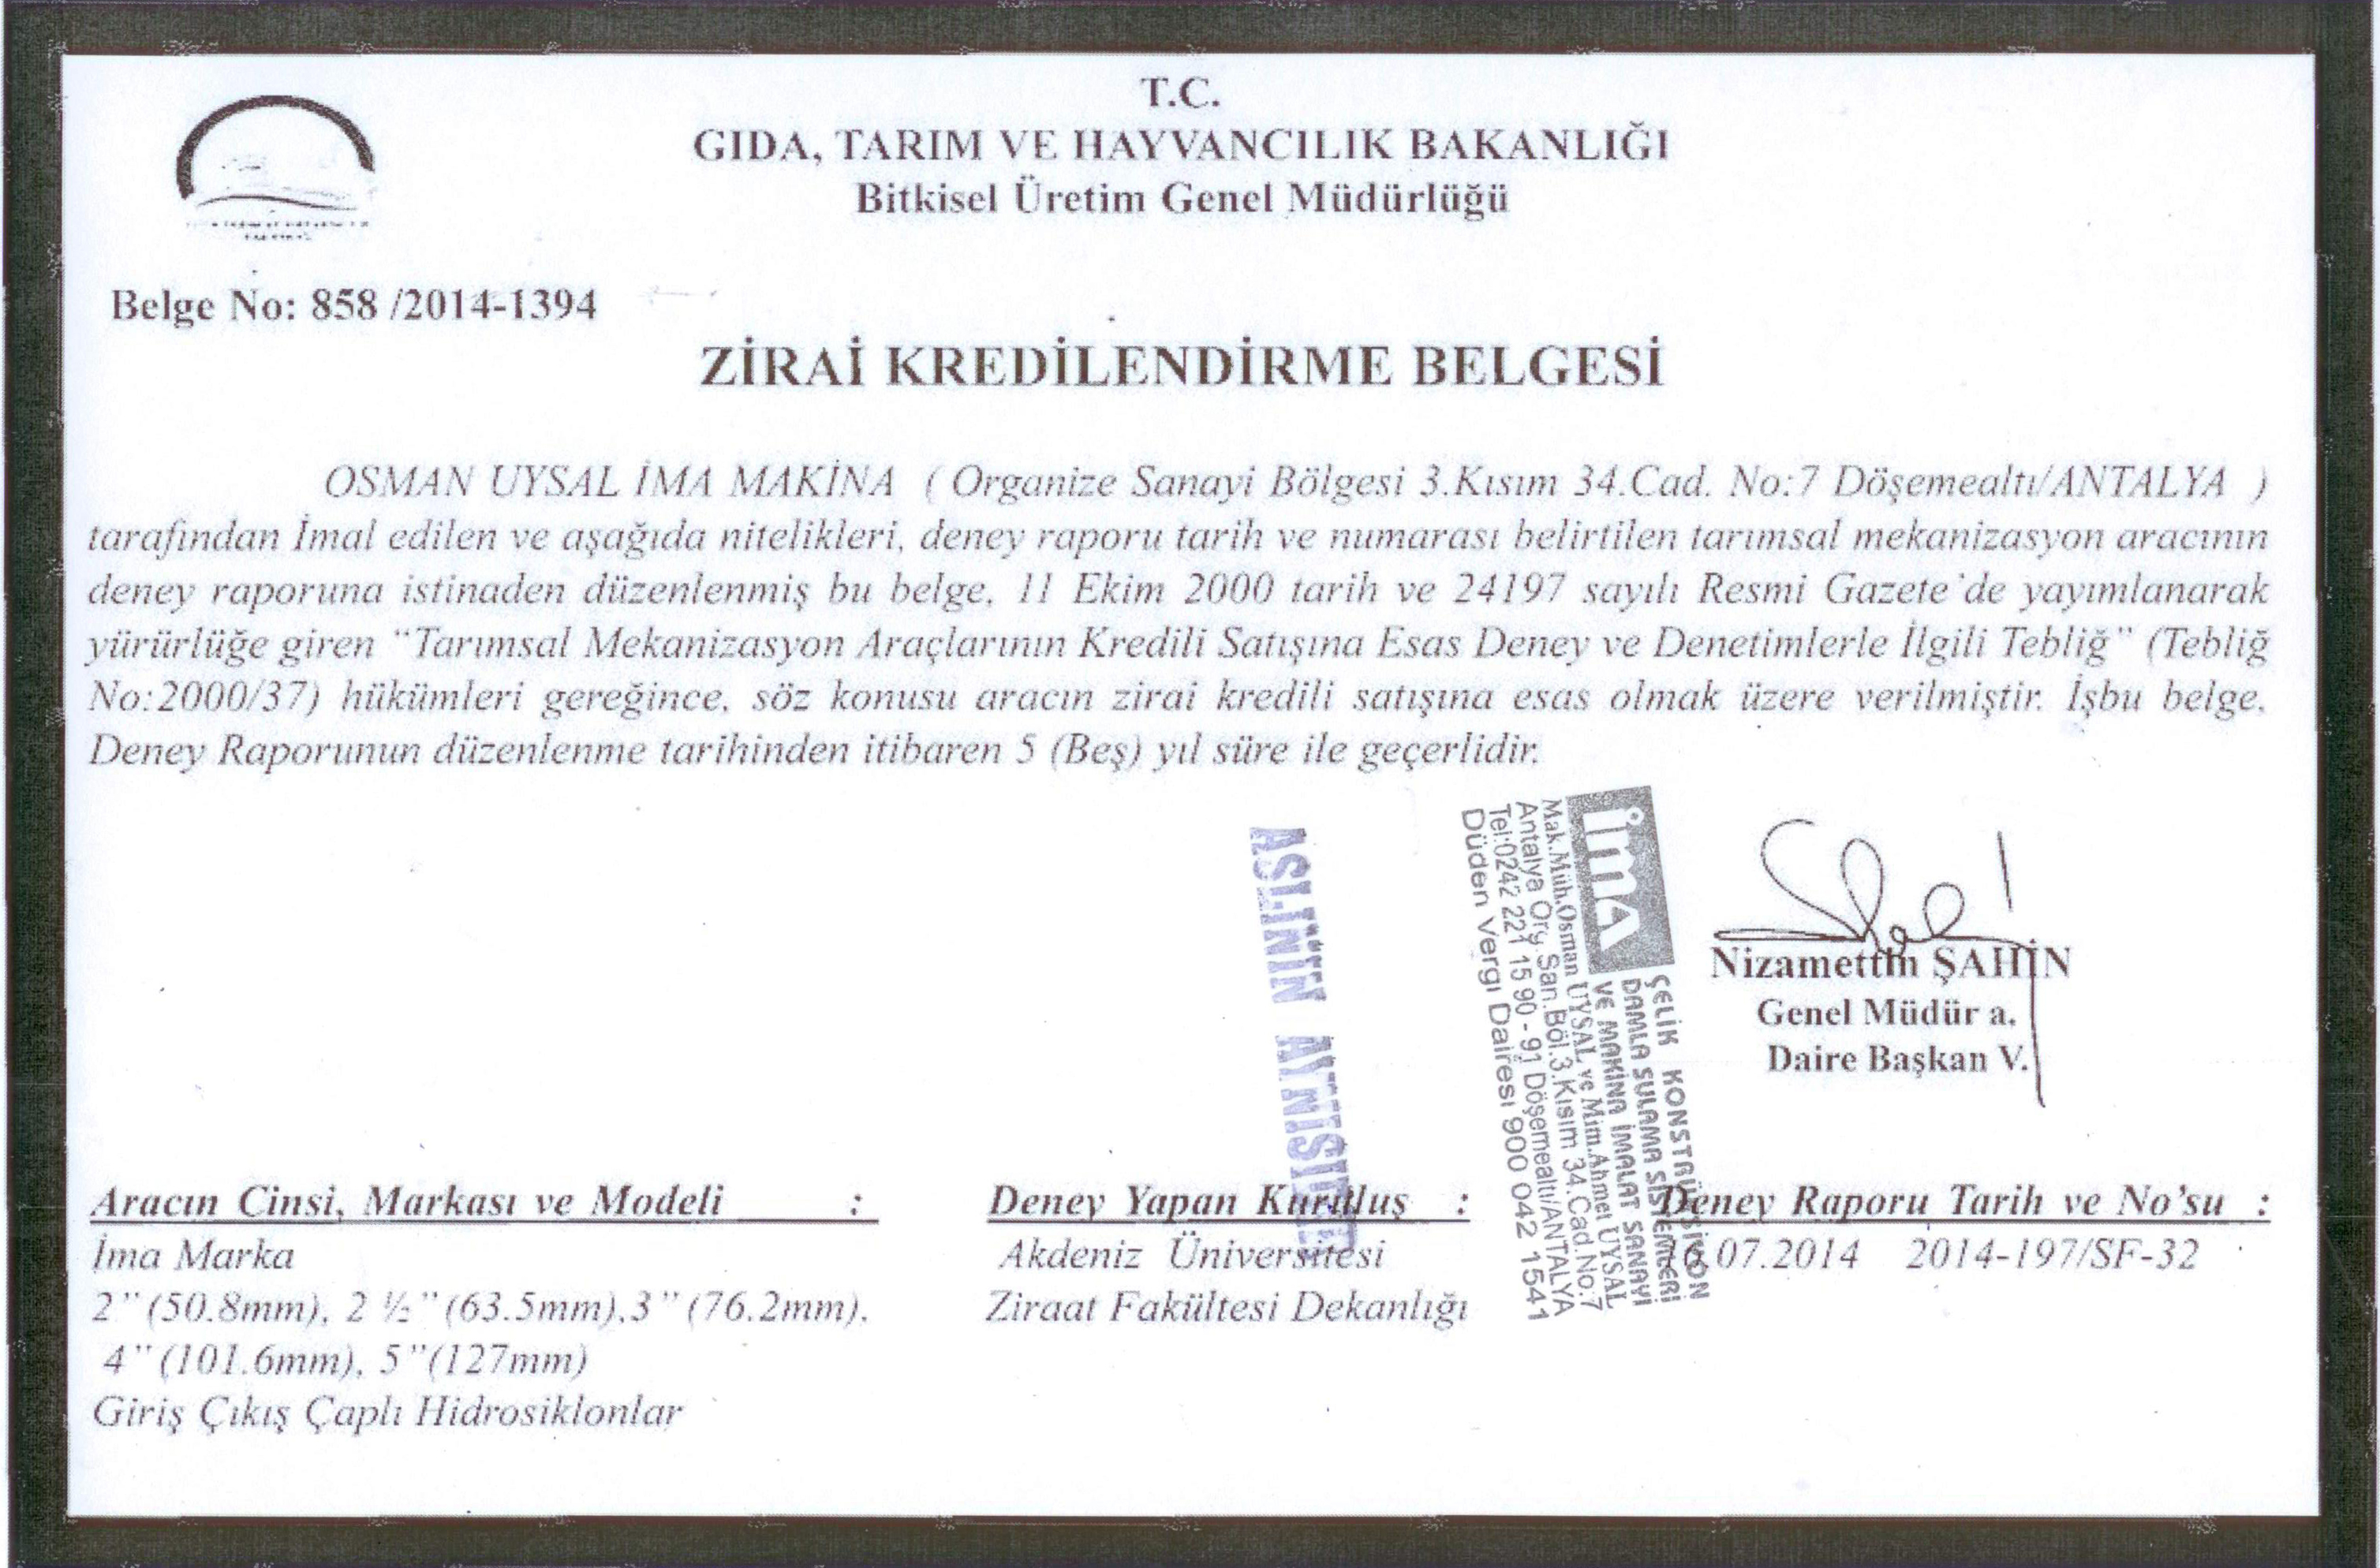 T.C.
GIDA, TARIM VE HAYVANCILIK BAKANLIĞI
Bitkisel Üretim Genel Müdürlüğü
Belge No: 858 /2014-1394
ZİRAİ KREDİLENDİRME BELGESİ
OSMAN UYSAL İMA MAKİNA ( Organize Sanayi Bölgesi 3.Kısım 34.Cad. No:7 Döşemealtı/ANTALYA )
tarafından İmal edilen ve aşağıda nitelikleri, deney raporu tarih ve numarası belirtilen tarımsal mekanizasyon aracının
deney raporuna istinaden düzenlenmiş bu belge, 11 Ekim 2000 tarih ve 24197 sayılı Resmi Gazete'de yayımlanarak
yürürlüğe giren "Tarımsal Mekanizasyon Araçlarının Kredili Satışına Esas Deney ve Denetimlerle İlgili Tebliğ" (Tebliğ
No:2000/37) hükümleri gereğince, söz konusu aracın zirai kredili satışına esas olmak üzere verilmiştir. İşbu belge,
Deney Raporunun düzenlenme tarihinden itibaren 5 (Beş) yıl süre ile geçerlidir.
ASLININ AYNISIDIR
İMA
ÇELİK KONSTRÜKSİYON
DAMLA SULAMA SİSTEMLERİ
VE MAKİNA İMALAT SANAYİ
Mak.Müh.Osman UYSAL ve Mim.Ahmet UYSAL
Antalya Org. San. Böl.3.Kısım 34.Cad.No:7
Tel:0242 221 15 90 - 91 Döşemealtı/ANTALYA
Düden Vergi Dairesi 900 042 1541
Nizamettin ŞAHİN
Genel Müdür a.
Daire Başkan V.
Aracın Cinsi, Markası ve Modeli :
İma Marka
2" (50.8mm), 2 ½" (63.5mm),3" (76.2mm),
4" (101.6mm), 5"(127mm)
Giriş Çıkış Çaplı Hidrosiklonlar
Deney Yapan Kuruluş :
Akdeniz Üniversitesi
Ziraat Fakültesi Dekanlığı
Deney Raporu Tarih ve No'su :
16.07.2014 2014-197/SF-32